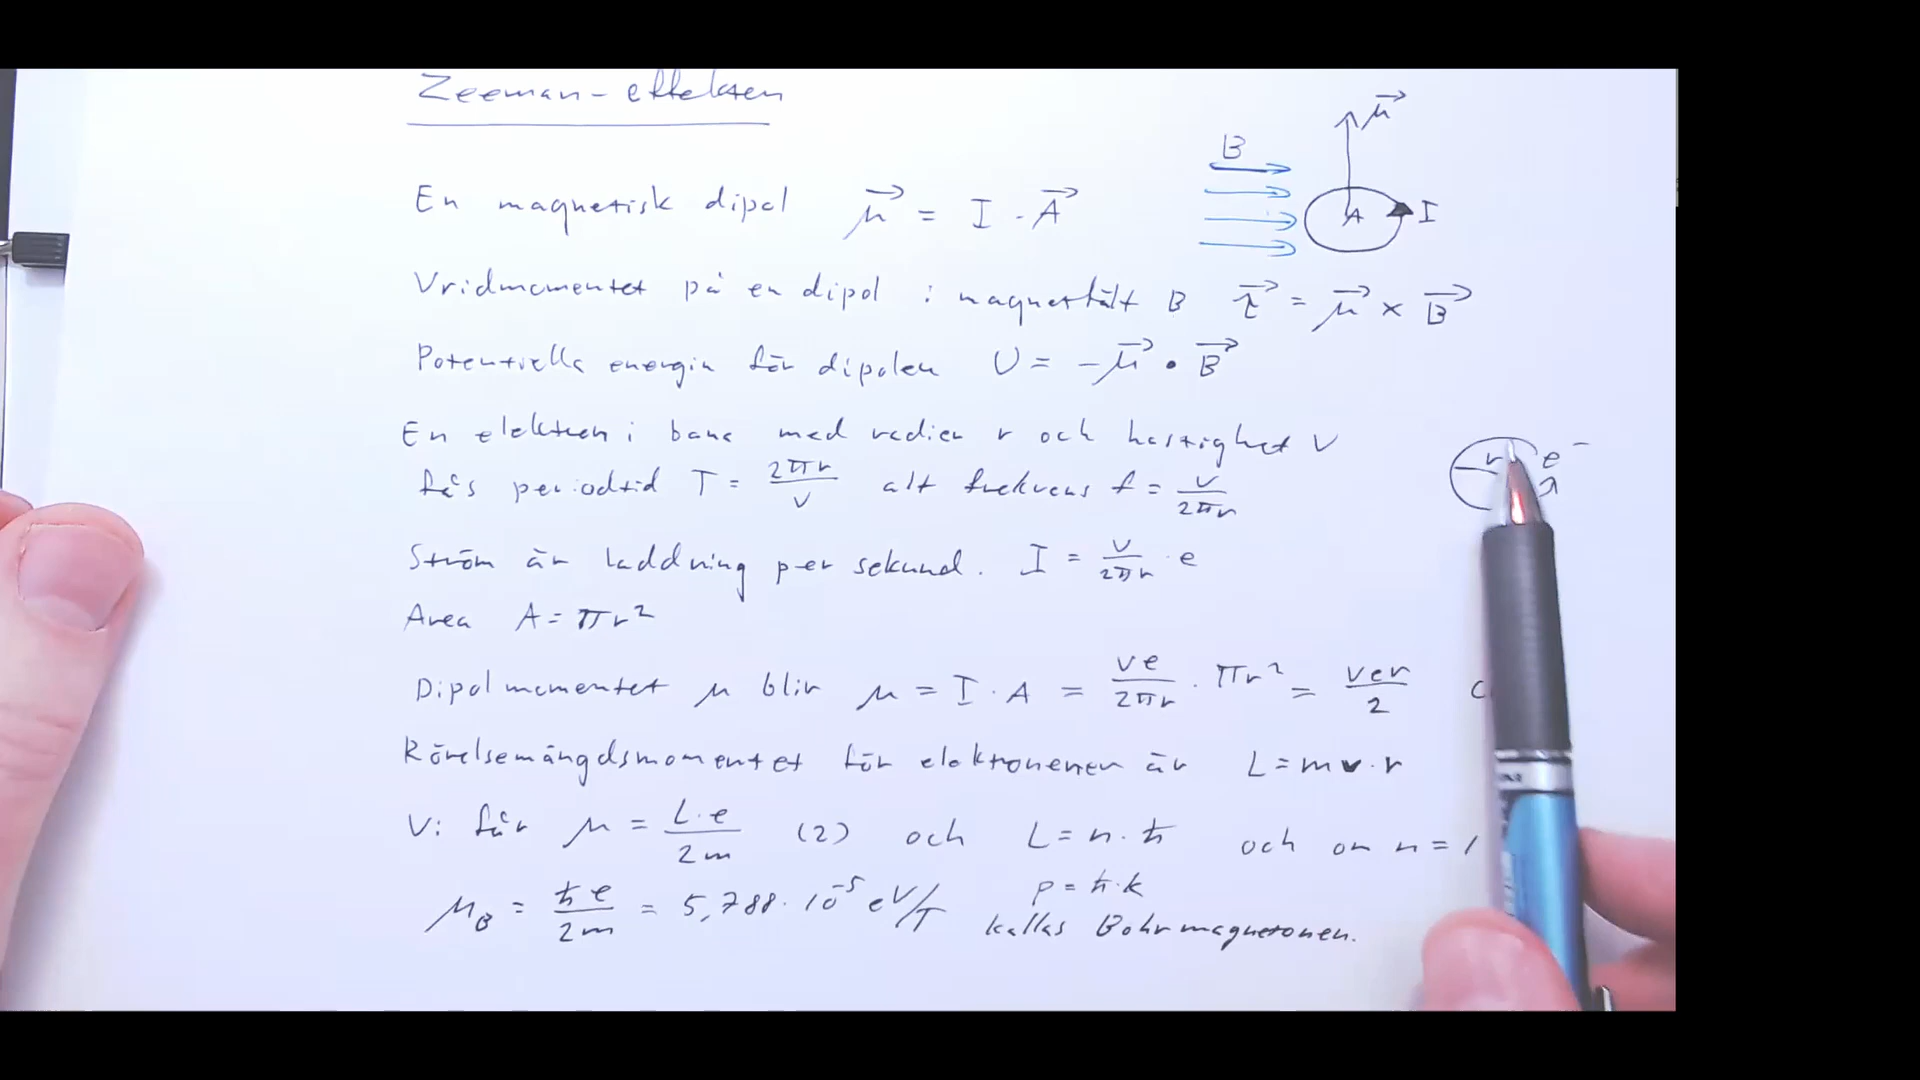 Zeeman-effekten
B
μ⃗
A
I
En magnetisk dipol μ⃗ = I · A⃗
Vridmomentet på en dipol i magnetfält B τ⃗ = μ⃗ × B⃗
Potentiella energin för dipolen U = -μ⃗ • B⃗
En elektron i bana med radien r och hastighet v
r e⁻
fås periodtid T = 2πr/v alt frekvens f = v/2πr
Ström är laddning per sekund. I = v/2πr · e
Area A = πr²
Dipolmomentet μ blir μ = I · A = ve/2πr · πr² = ver/2
Rörelsemängdsmomentet för elektronenen är L = mv·r
Vi får μ = L·e/2m (2) och L = n·ħ och om n = 1
p = ħ·k
μ_B = ħe/2m = 5,788·10⁻⁵ eV/T kallas Bohrmagnetonen.